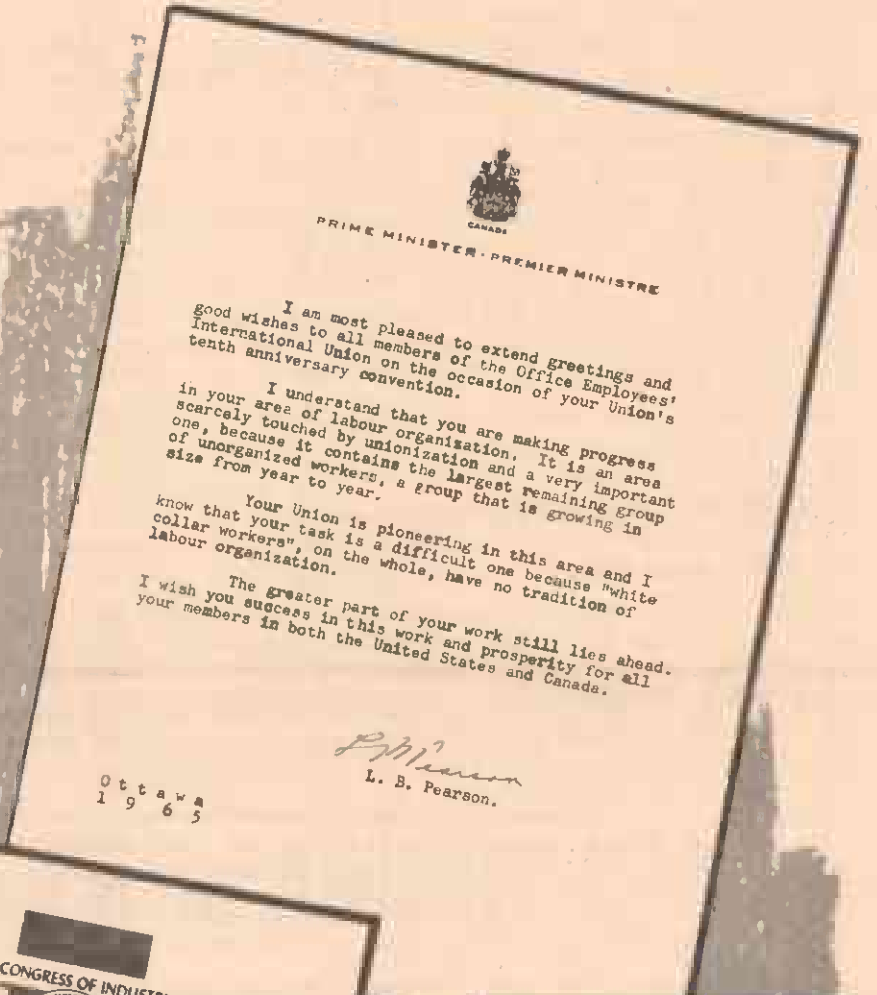 CANADA
PRIME MINISTER · PREMIER MINISTRE
I am most pleased to extend greetings and
good wishes to all members of the Office Employees'
International Union on the occasion of your Union's
tenth anniversary convention.
I understand that you are making progress
in your area of labour organization. It is an area
scarcely touched by unionization and a very important
one, because it contains the largest remaining group
of unorganized workers, a group that is growing in
size from year to year.
Your Union is pioneering in this area and I
know that your task is a difficult one because "white
collar workers", on the whole, have no tradition of
labour organization.
The greater part of your work still lies ahead.
I wish you success in this work and prosperity for all
your members in both the United States and Canada.
L B Pearson
L. B. Pearson.
Ottawa
1965
CONGRESS OF